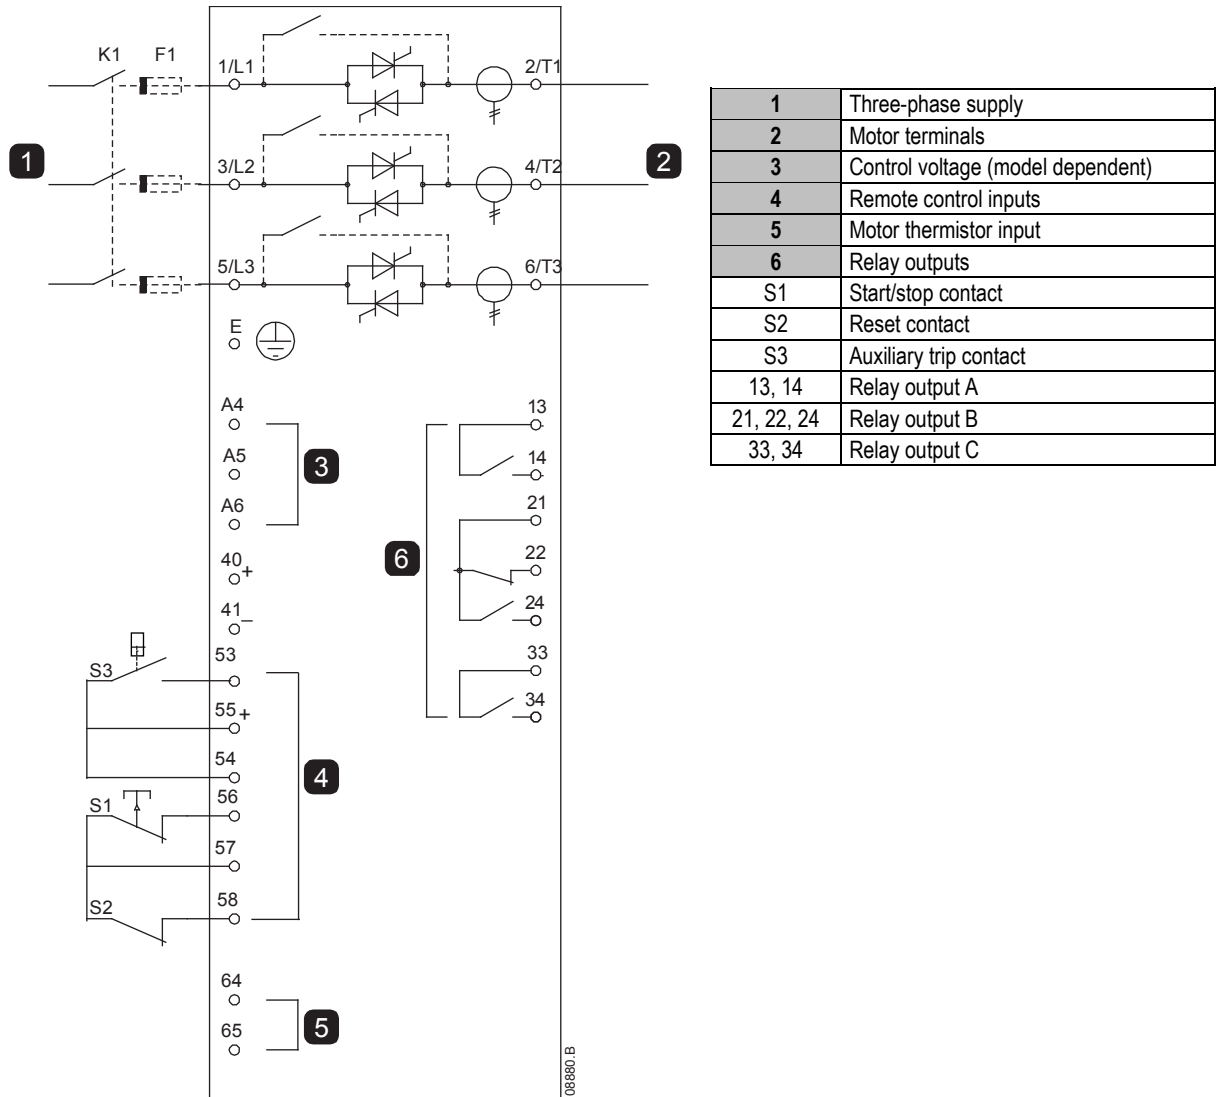 K1 F1
1/L1 2/T1
3/L2 4/T2
1 2
5/L3 6/T3
E
A4 13
A5 14
3
A6 21
40 + 22
6
41 – 24
S3 53 33
55 + 34
54
4
S1 56
57
S2 58
64
5
65
08880.B
1 Three-phase supply
2 Motor terminals
3 Control voltage (model dependent)
4 Remote control inputs
5 Motor thermistor input
6 Relay outputs
S1 Start/stop contact
S2 Reset contact
S3 Auxiliary trip contact
13, 14 Relay output A
21, 22, 24 Relay output B
33, 34 Relay output C